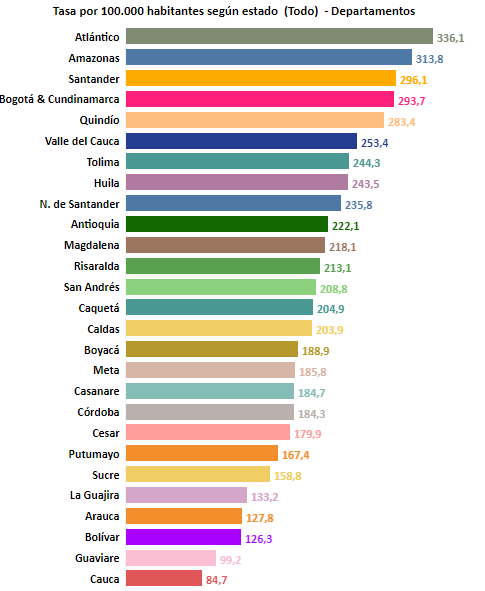 Tasa por 100.000 habitantes según estado  (Todo)  - Departamentos
Atlántico 336,1
Amazonas 313,8
Santander 296,1
Bogotá & Cundinamarca 293,7
Quindío 283,4
Valle del Cauca 253,4
Tolima 244,3
Huila 243,5
N. de Santander 235,8
Antioquia 222,1
Magdalena 218,1
Risaralda 213,1
San Andrés 208,8
Caquetá 204,9
Caldas 203,9
Boyacá 188,9
Meta 185,8
Casanare 184,7
Córdoba 184,3
Cesar 179,9
Putumayo 167,4
Sucre 158,8
La Guajira 133,2
Arauca 127,8
Bolívar 126,3
Guaviare 99,2
Cauca 84,7